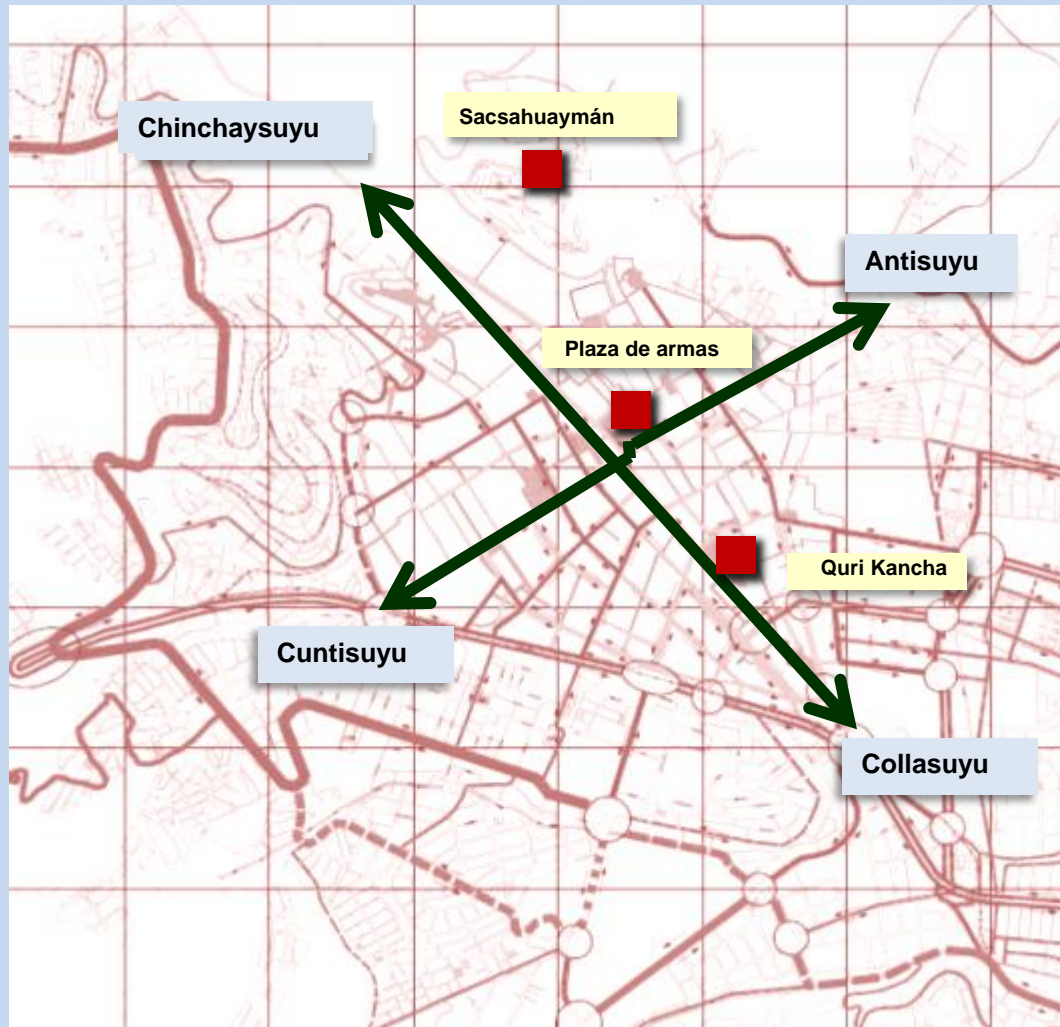 Sacsahuaymán
Chinchaysuyu
Antisuyu
Plaza de armas
Quri Kancha
Cuntisuyu
Collasuyu